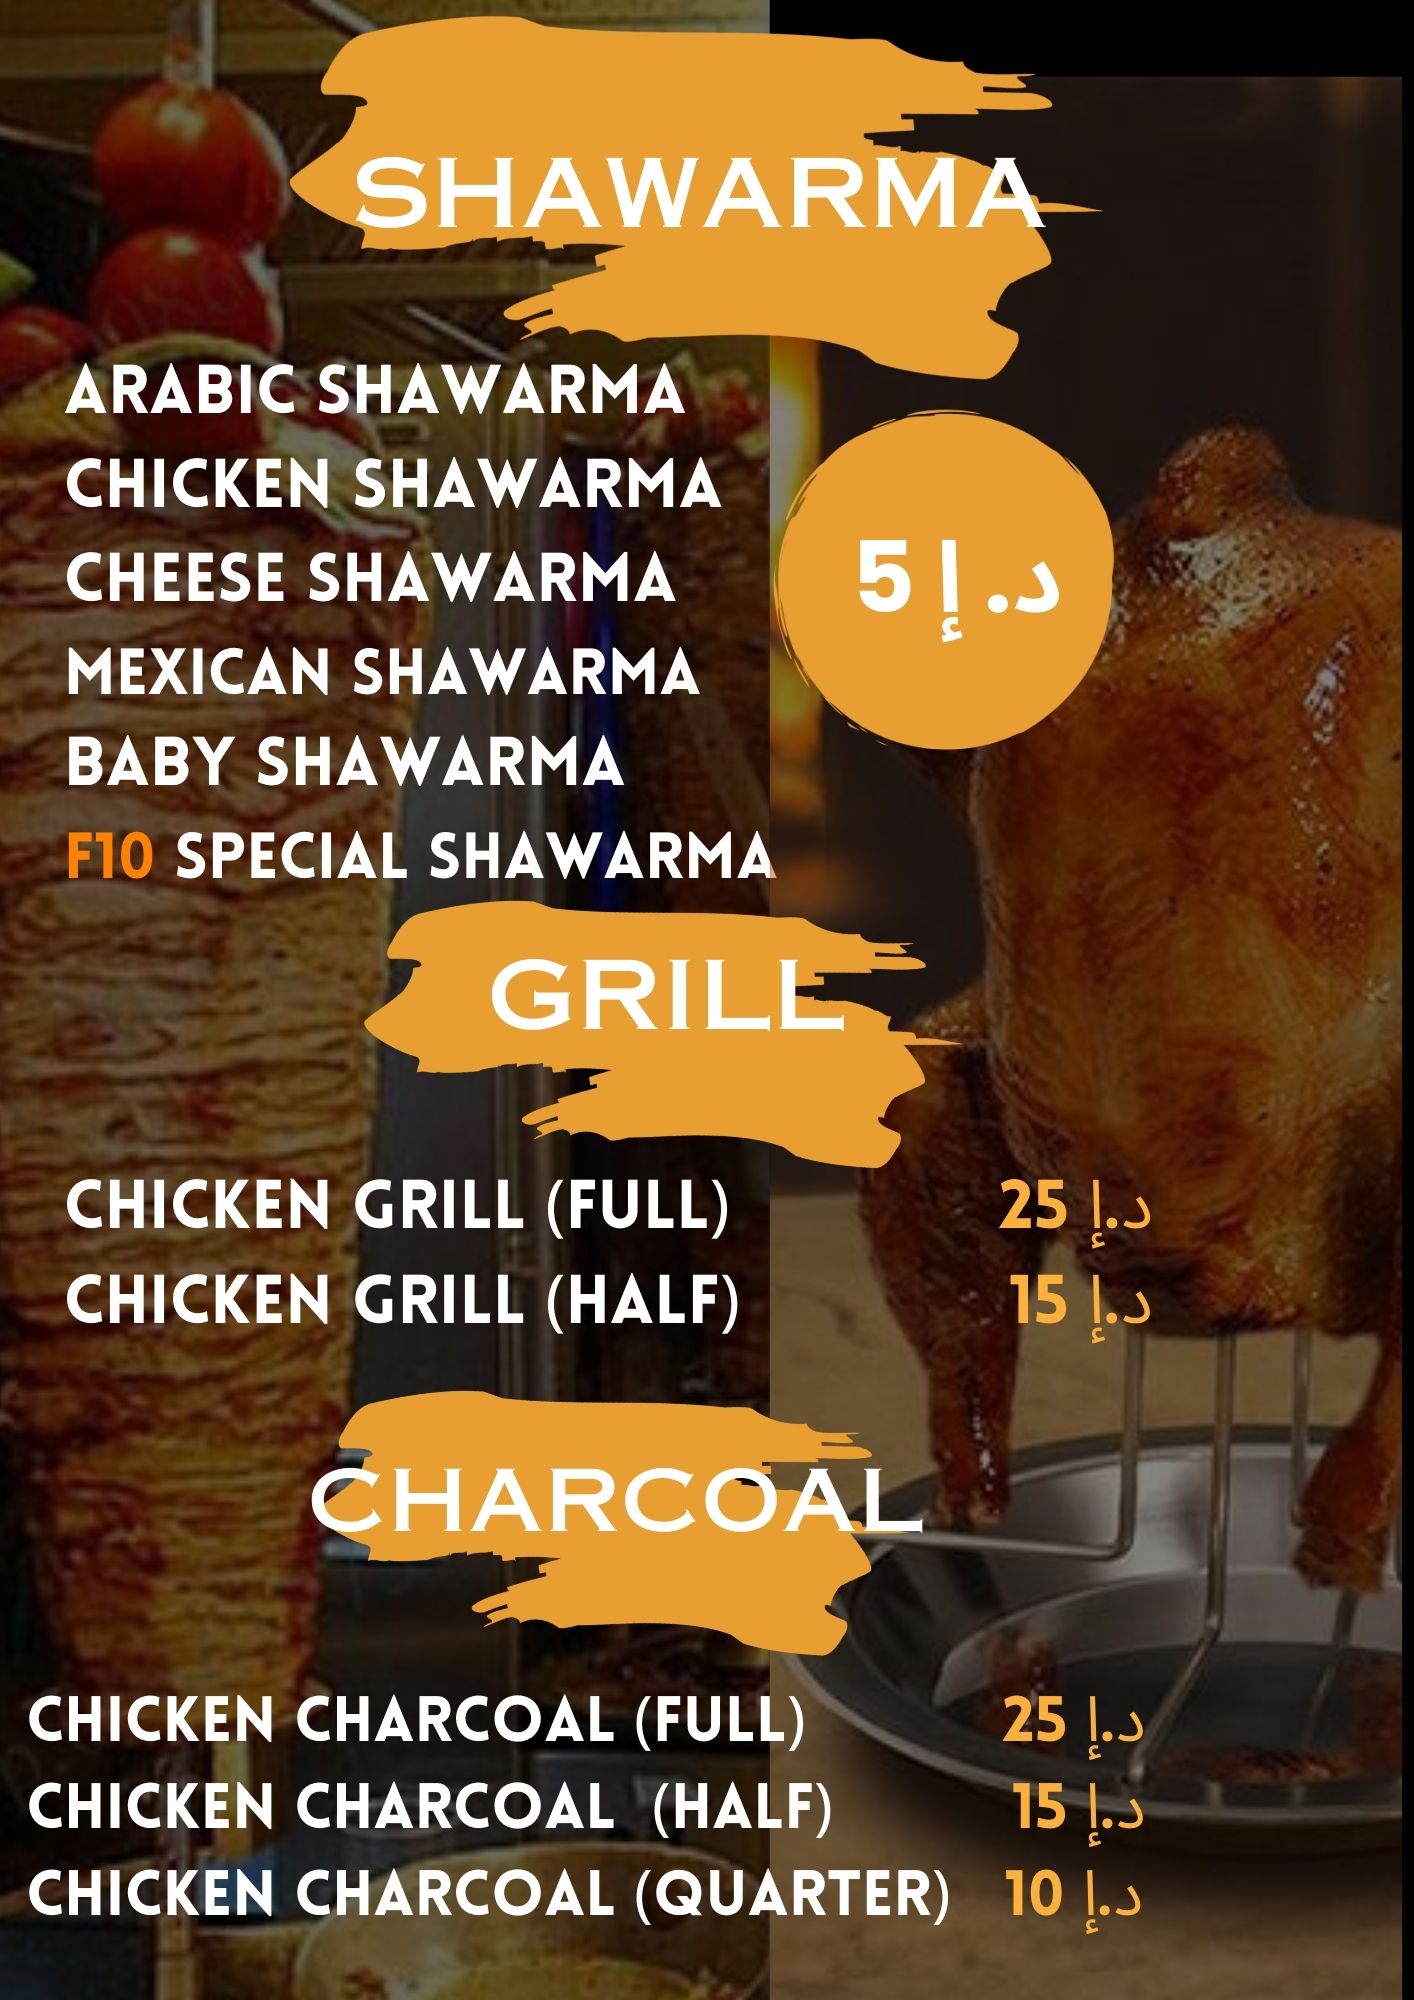 SHAWARMA
ARABIC SHAWARMA
CHICKEN SHAWARMA
CHEESE SHAWARMA
MEXICAN SHAWARMA
BABY SHAWARMA
F10 SPECIAL SHAWARMA
5 د.إ
GRILL
CHICKEN GRILL (FULL) 25 د.إ
CHICKEN GRILL (HALF) 15 د.إ
CHARCOAL
CHICKEN CHARCOAL (FULL) 25 د.إ
CHICKEN CHARCOAL (HALF) 15 د.إ
CHICKEN CHARCOAL (QUARTER) 10 د.إ